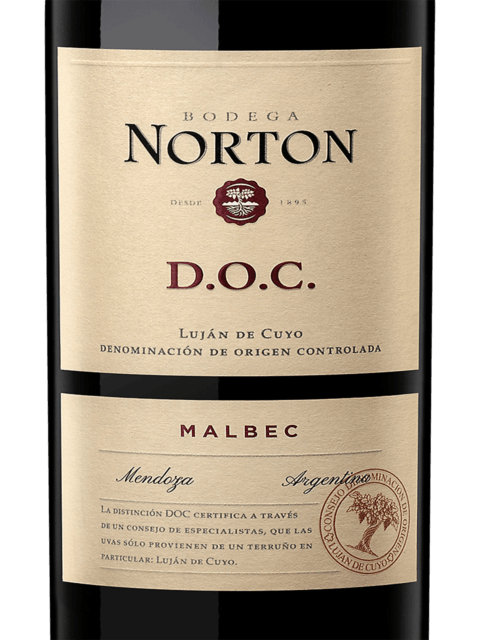 BODEGA
NORTON
DESDE 1895
D.O.C.
LUJÁN DE CUYO
DENOMINACIÓN DE ORIGEN CONTROLADA
MALBEC
Mendoza Argentina
LA DISTINCIÓN DOC CERTIFICA A TRAVÉS
DE UN CONSEJO DE ESPECIALISTAS, QUE LAS
UVAS SÓLO PROVIENEN DE UN TERRUÑO EN
PARTICULAR: LUJÁN DE CUYO.
CONSEJO DENOMINACION DE ORIGEN
LUJAN DE CUYO